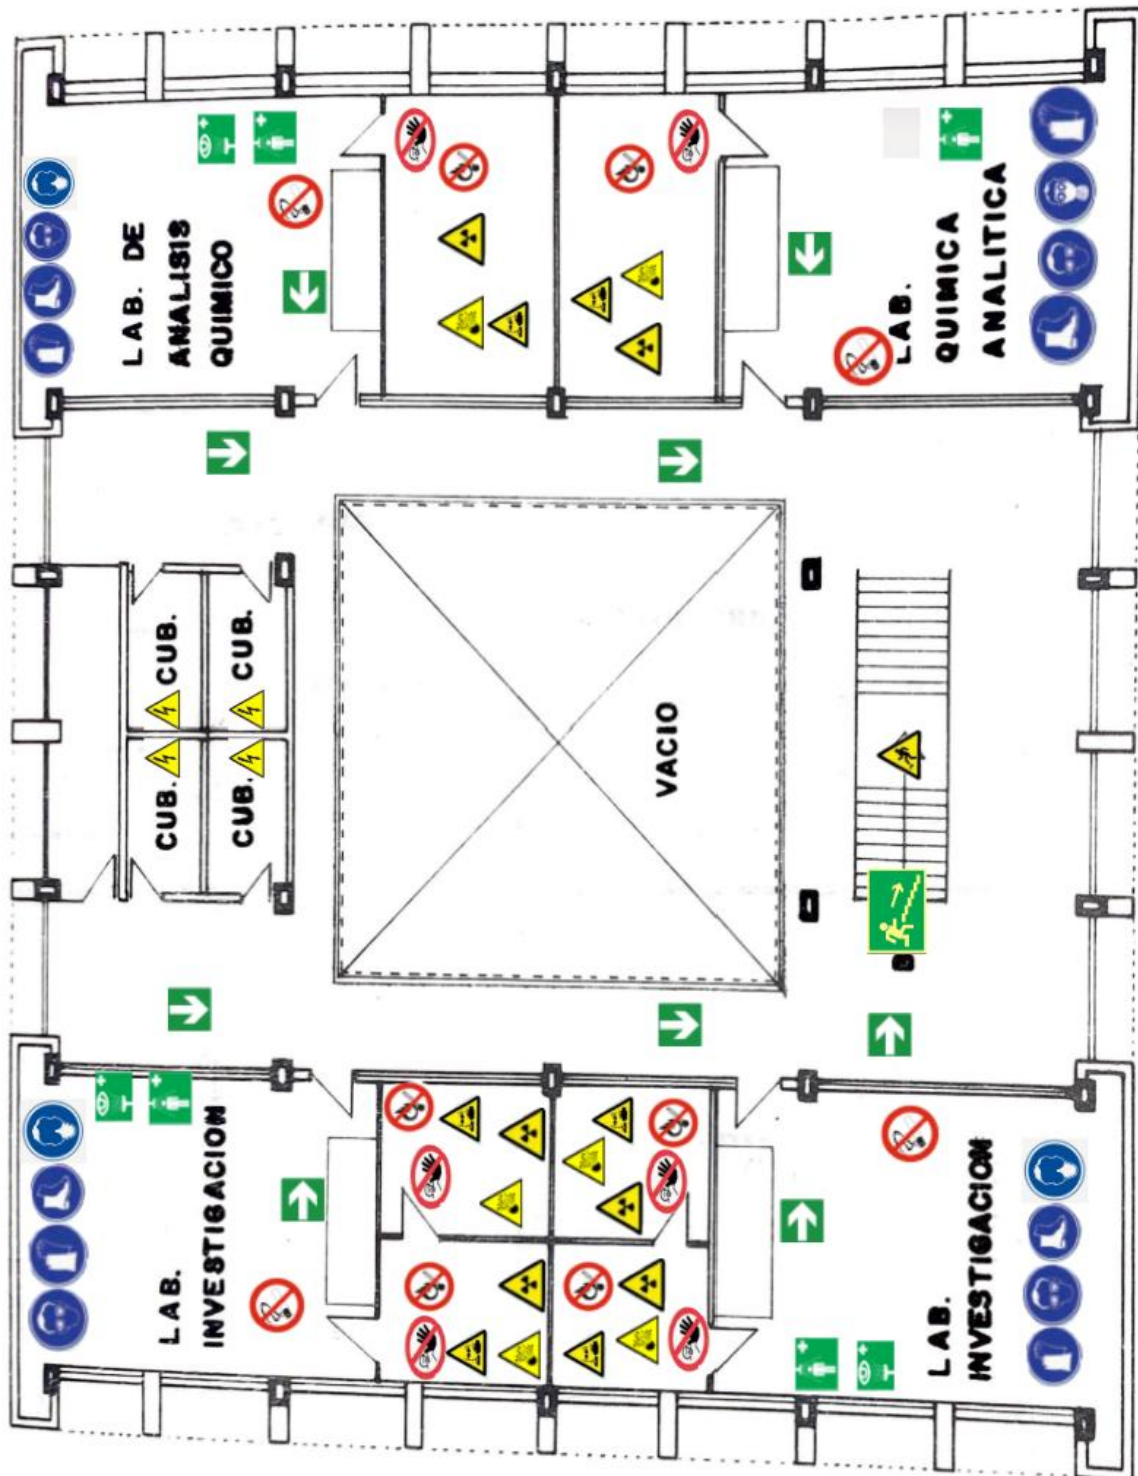 LAB. DE
ANALISIS
QUIMICO
LAB.
QUIMICA
ANALITICA
CUB.
CUB.
CUB.
CUB.
VACIO
LAB.
INVESTIGACION
LAB.
INVESTIGACION